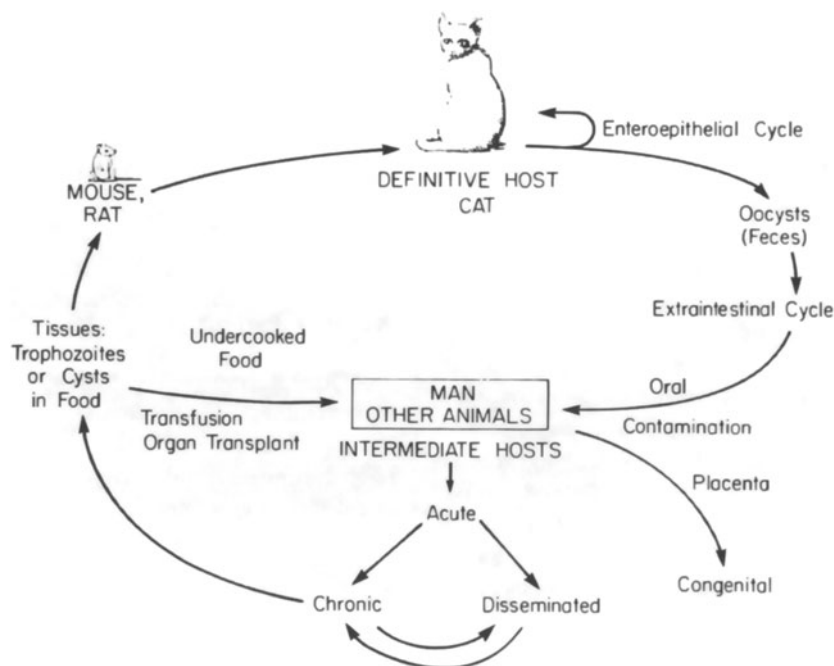 Enteroepithelial Cycle
DEFINITIVE HOST
CAT
MOUSE,
RAT
Oocysts
(Feces)
Extraintestinal Cycle
Tissues:
Trophozoites
or Cysts
in Food
Undercooked
Food
Transfusion
Organ Transplant
MAN
OTHER ANIMALS
INTERMEDIATE HOSTS
Oral
Contamination
Placenta
Acute
Congenital
Chronic
Disseminated